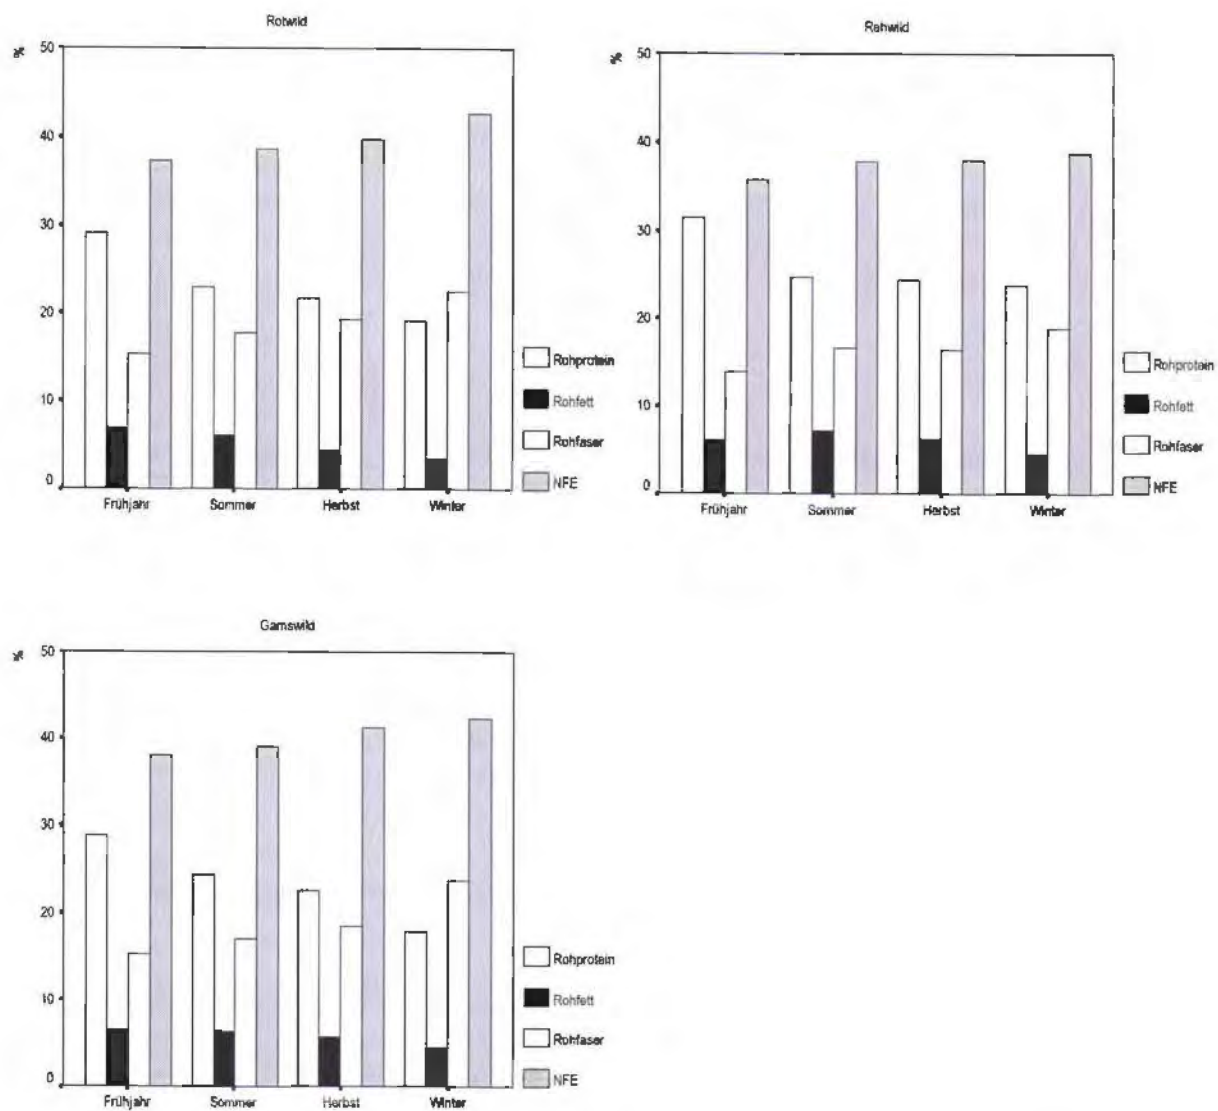 Rotwild
%
50
40
30
20
10
0
Frühjahr Sommer Herbst Winter
Rohprotein
Rohfett
Rohfaser
NFE
Rehwild
%
50
40
30
20
10
0
Frühjahr Sommer Herbst Winter
Rohprotein
Rohfett
Rohfaser
NFE
Gamswild
%
50
40
30
20
10
0
Frühjahr Sommer Herbst Winter
Rohprotein
Rohfett
Rohfaser
NFE